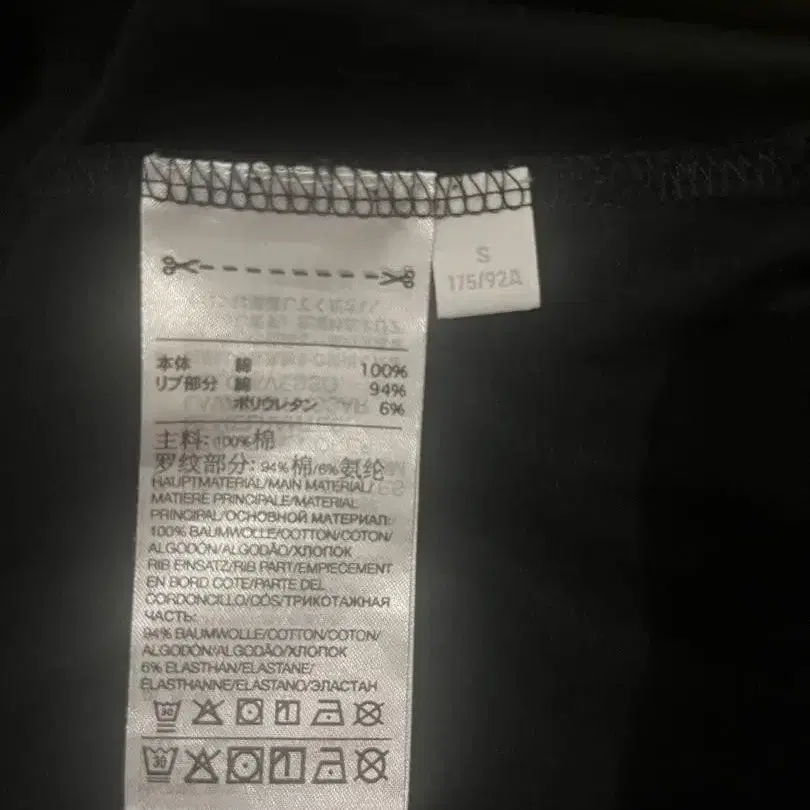 S
175/92A
本体 綿 100%
リブ部分 綿 94%
ポリウレタン 6%
主料: 100% 棉
罗纹部分: 94% 棉/6% 氨纶
HAUPTMATERIAL/MAIN MATERIAL/
MATIERE PRINCIPALE/MATERIAL
PRINCIPAL/ОСНОВНОЙ МАТЕРИАЛ:
100% BAUMWOLLE/COTTON/COTON/
ALGODÓN/ALGODÃO/ХЛОПОК
RIB EINSATZ/RIB PART/EMPIECEMENT
EN BORD COTE/PARTE DEL
CORDONCILLO/CÓS/ТРИКОТАЖНАЯ
ЧАСТЬ:
94% BAUMWOLLE/COTTON/COTON/
ALGODÓN/ALGODÃO/ХЛОПОК
6% ELASTHAN/ELASTANE/
ELASTHANNE/ELASTANO/ЭЛАСТАН
30
30